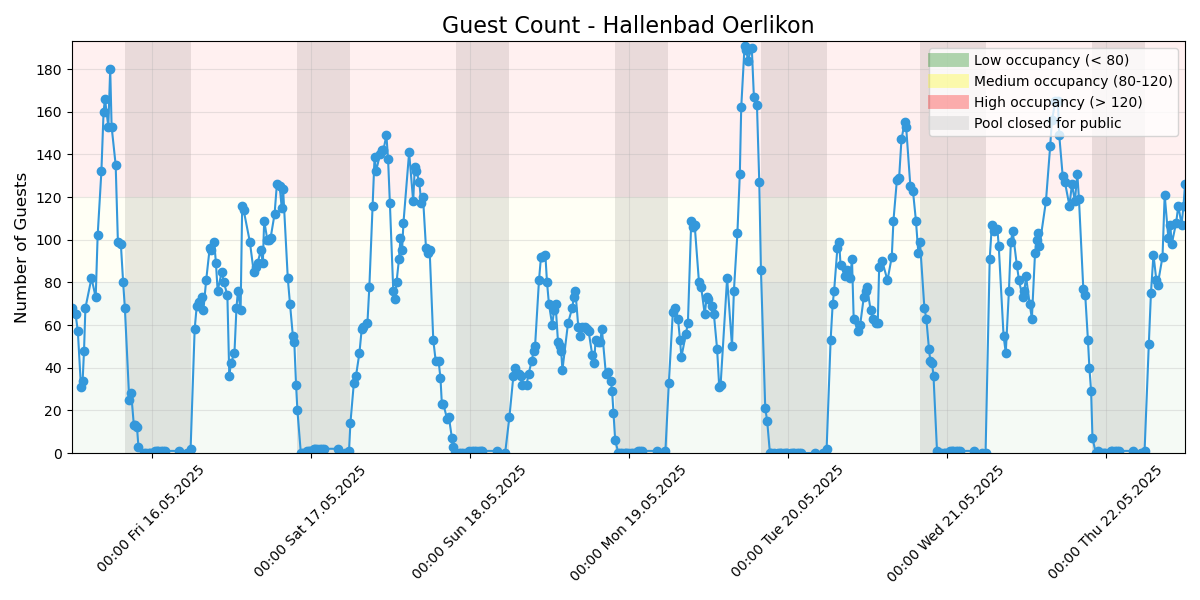 Guest Count - Hallenbad Oerlikon
Number of Guests
180
160
140
120
100
80
60
40
20
0
Low occupancy (< 80)
Medium occupancy (80-120)
High occupancy (> 120)
Pool closed for public
00:00 Fri 16.05.2025
00:00 Sat 17.05.2025
00:00 Sun 18.05.2025
00:00 Mon 19.05.2025
00:00 Tue 20.05.2025
00:00 Wed 21.05.2025
00:00 Thu 22.05.2025